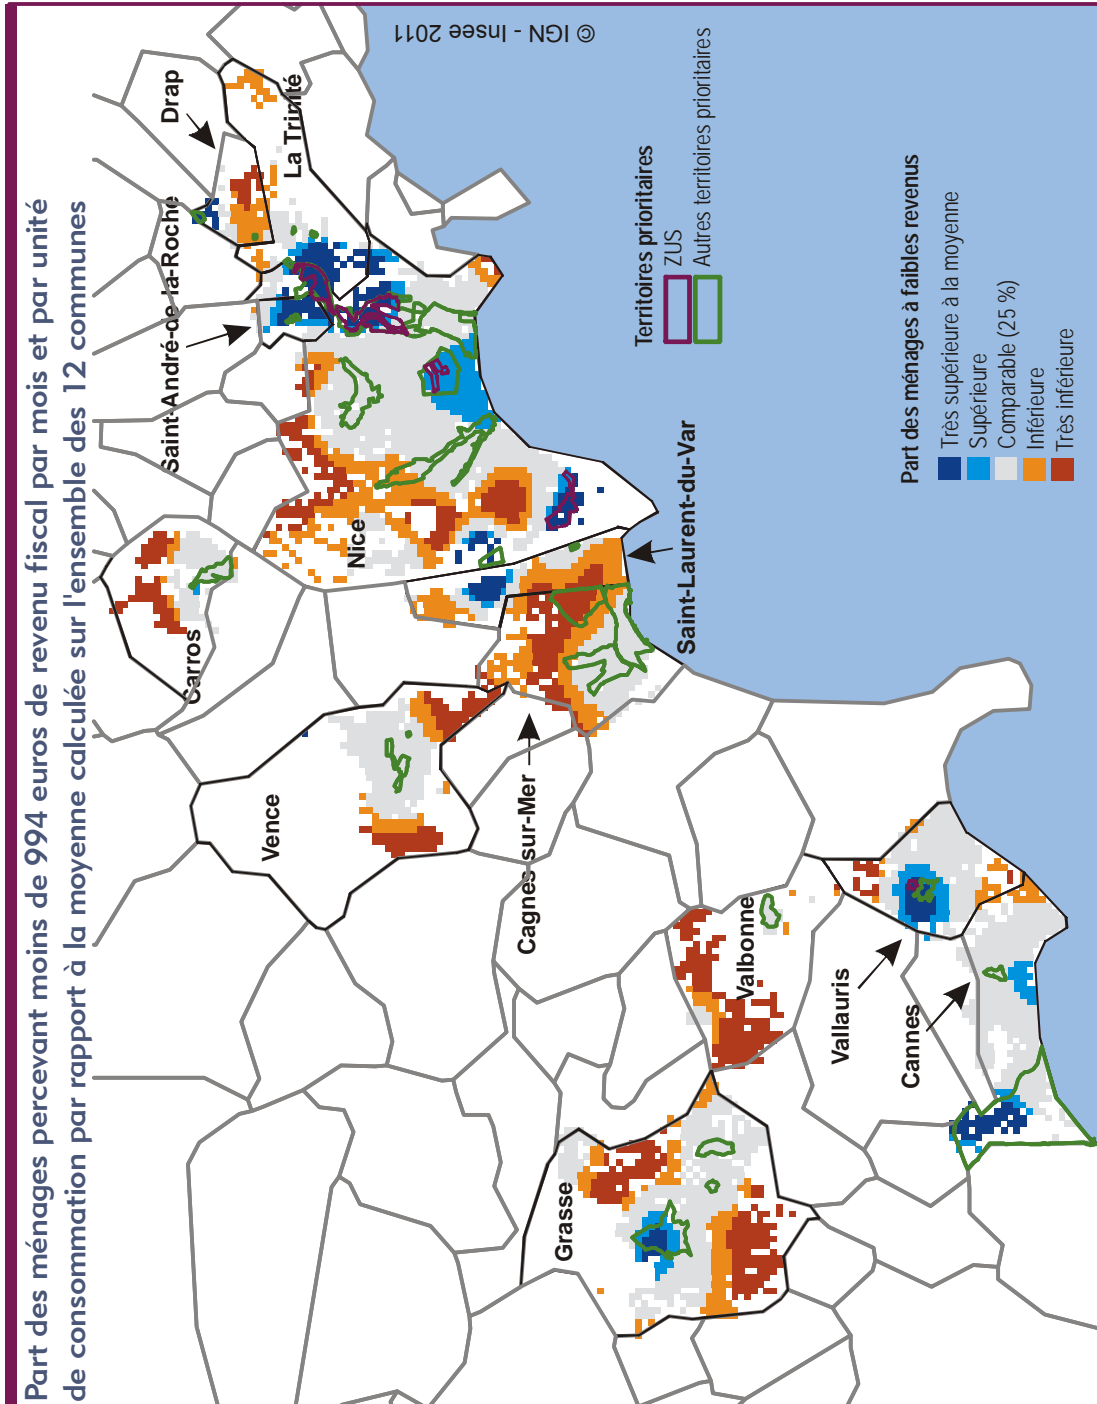 Part des ménages percevant moins de 994 euros de revenu fiscal par mois et par unité
de consommation par rapport à la moyenne calculée sur l'ensemble des 12 communes
Grasse
Vence
Carros
Nice
Saint-André-de-la-Roche
Drap
La Trinité
© IGN - Insee 2011
Cagnes-sur-Mer
Saint-Laurent-du-Var
Valbonne
Vallauris
Cannes
Territoires prioritaires
ZUS
Autres territoires prioritaires
Part des ménages à faibles revenus
Très supérieure à la moyenne
Supérieure
Comparable (25 %)
Inférieure
Très inférieure